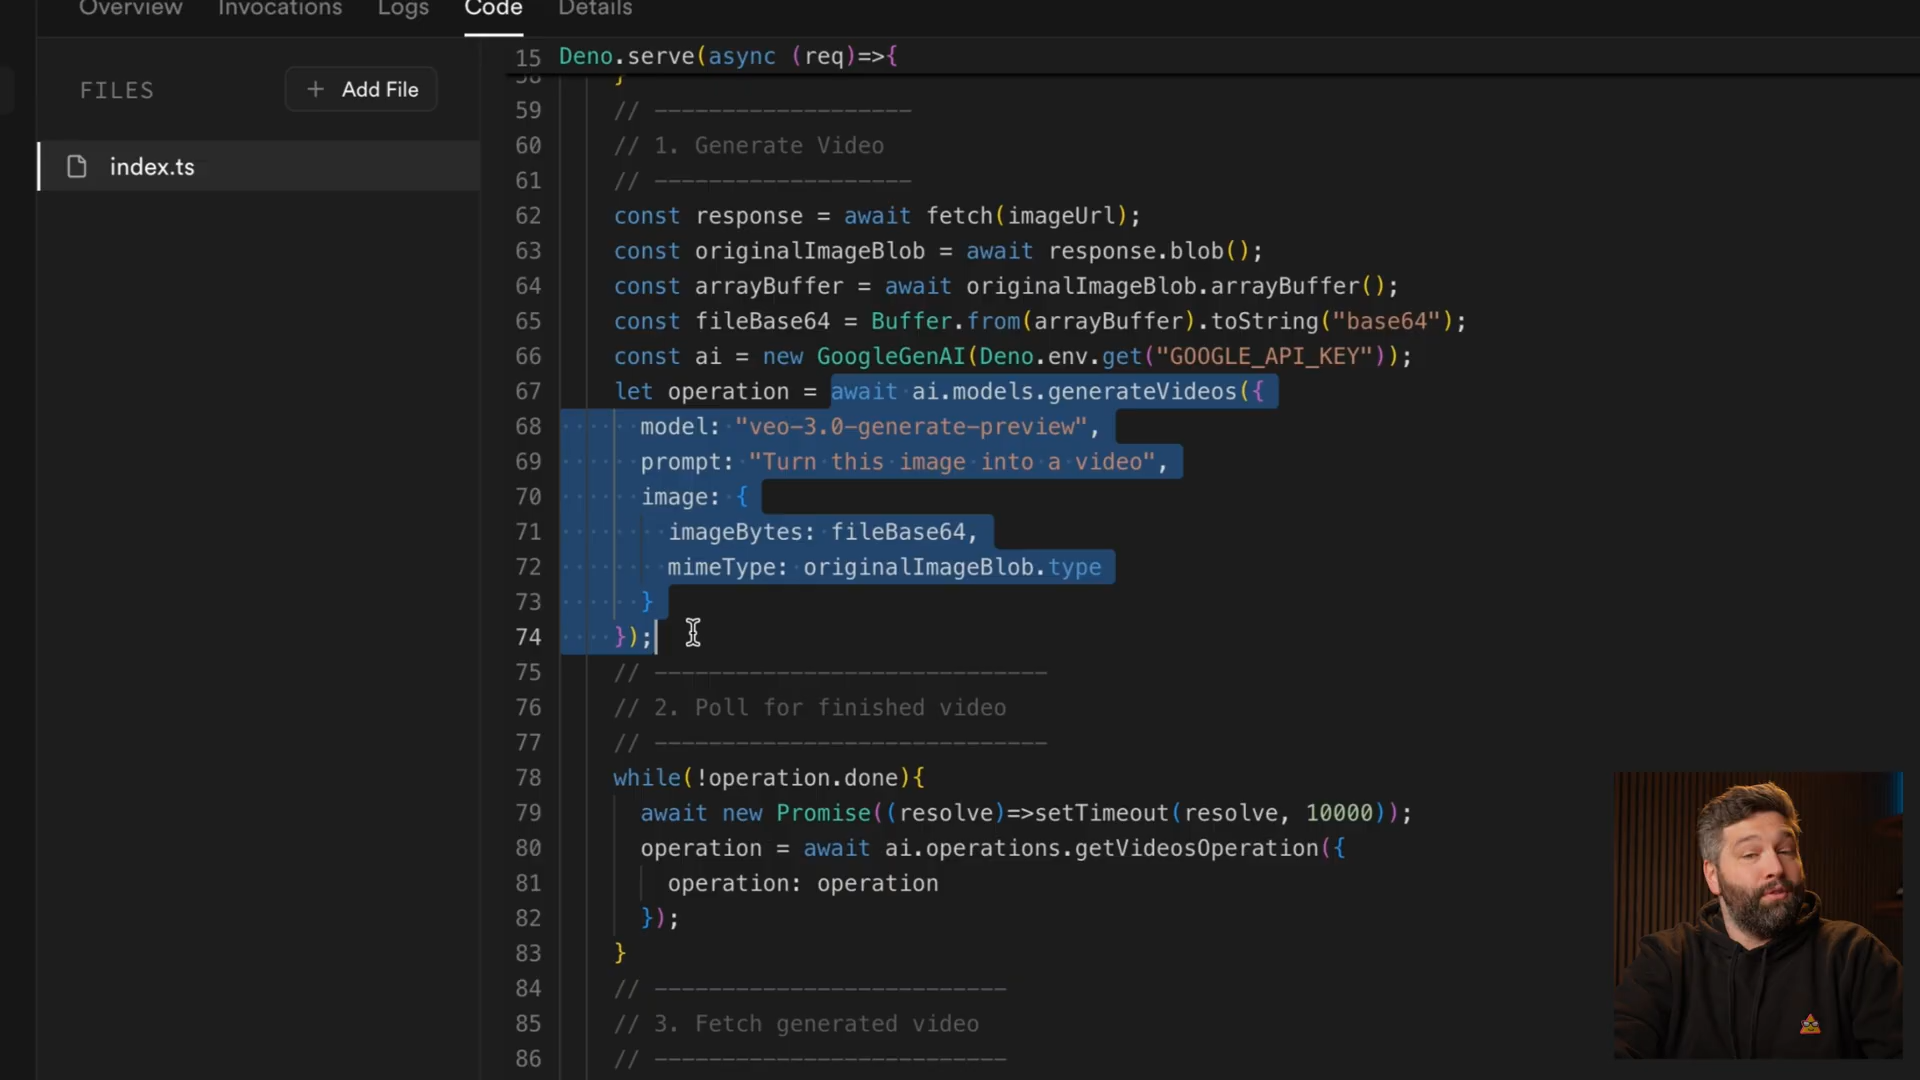 Overview Invocations Logs Code Details
FILES
+ Add File
index.ts
15 Deno.serve(async (req)=>{
58 }
59 // -------------------
60 // 1. Generate Video
61 // -------------------
62 const response = await fetch(imageUrl);
63 const originalImageBlob = await response.blob();
64 const arrayBuffer = await originalImageBlob.arrayBuffer();
65 const fileBase64 = Buffer.from(arrayBuffer).toString("base64");
66 const ai = new GoogleGenAI(Deno.env.get("GOOGLE_API_KEY"));
67 let operation = await ai.models.generateVideos({
68 model: "veo-3.0-generate-preview",
69 prompt: "Turn this image into a video",
70 image: {
71 imageBytes: fileBase64,
72 mimeType: originalImageBlob.type
73 }
74 });
75 // -----------------------------
76 // 2. Poll for finished video
77 // -----------------------------
78 while(!operation.done){
79 await new Promise((resolve)=>setTimeout(resolve, 10000));
80 operation = await ai.operations.getVideosOperation({
81 operation: operation
82 });
83 }
84 // --------------------------
85 // 3. Fetch generated video
86 // --------------------------